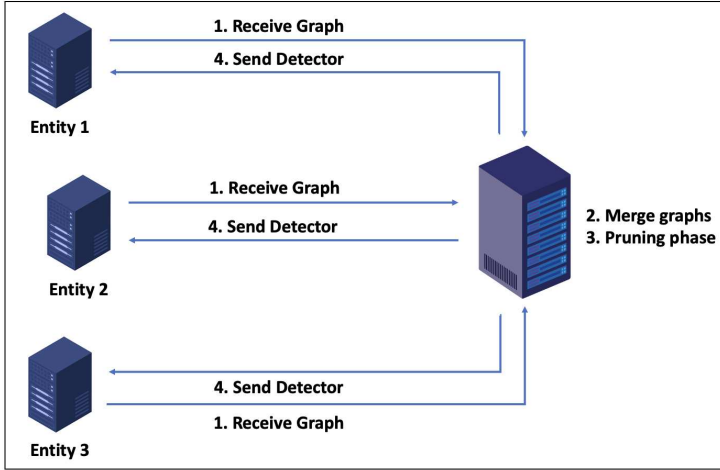 1. Receive Graph
4. Send Detector
Entity 1
1. Receive Graph
4. Send Detector
2. Merge graphs
3. Pruning phase
Entity 2
4. Send Detector
1. Receive Graph
Entity 3